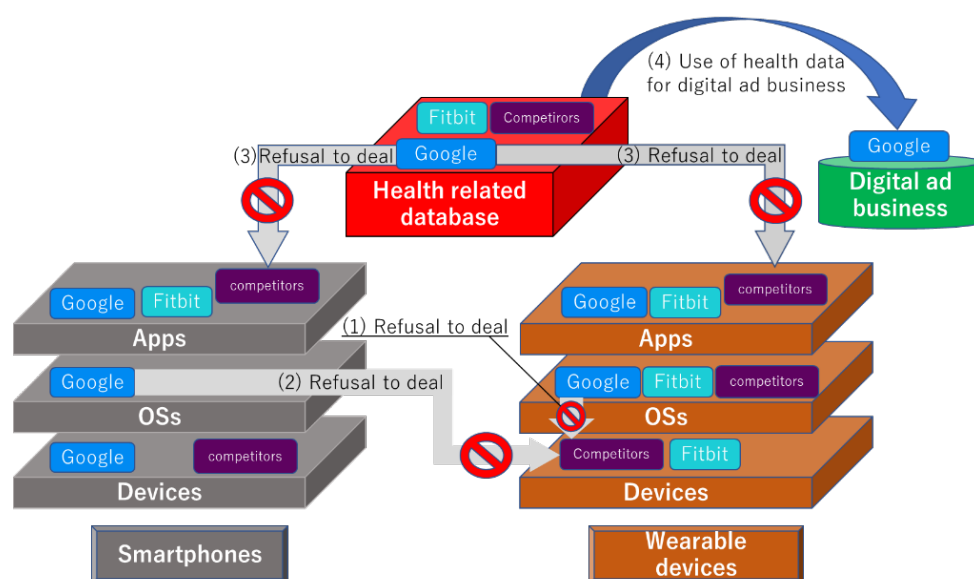 (4) Use of health data
for digital ad business
Fitbit
Competirors
Google
(3) Refusal to deal
Google
(3) Refusal to deal
Health related
database
Digital ad
business
Google
Fitbit
competitors
Apps
Google
Fitbit
competitors
Apps
(1) Refusal to deal
Google
OSs
(2) Refusal to deal
Google
Fitbit
competitors
OSs
Google
competitors
Devices
Competitors
Fitbit
Devices
Smartphones
Wearable
devices